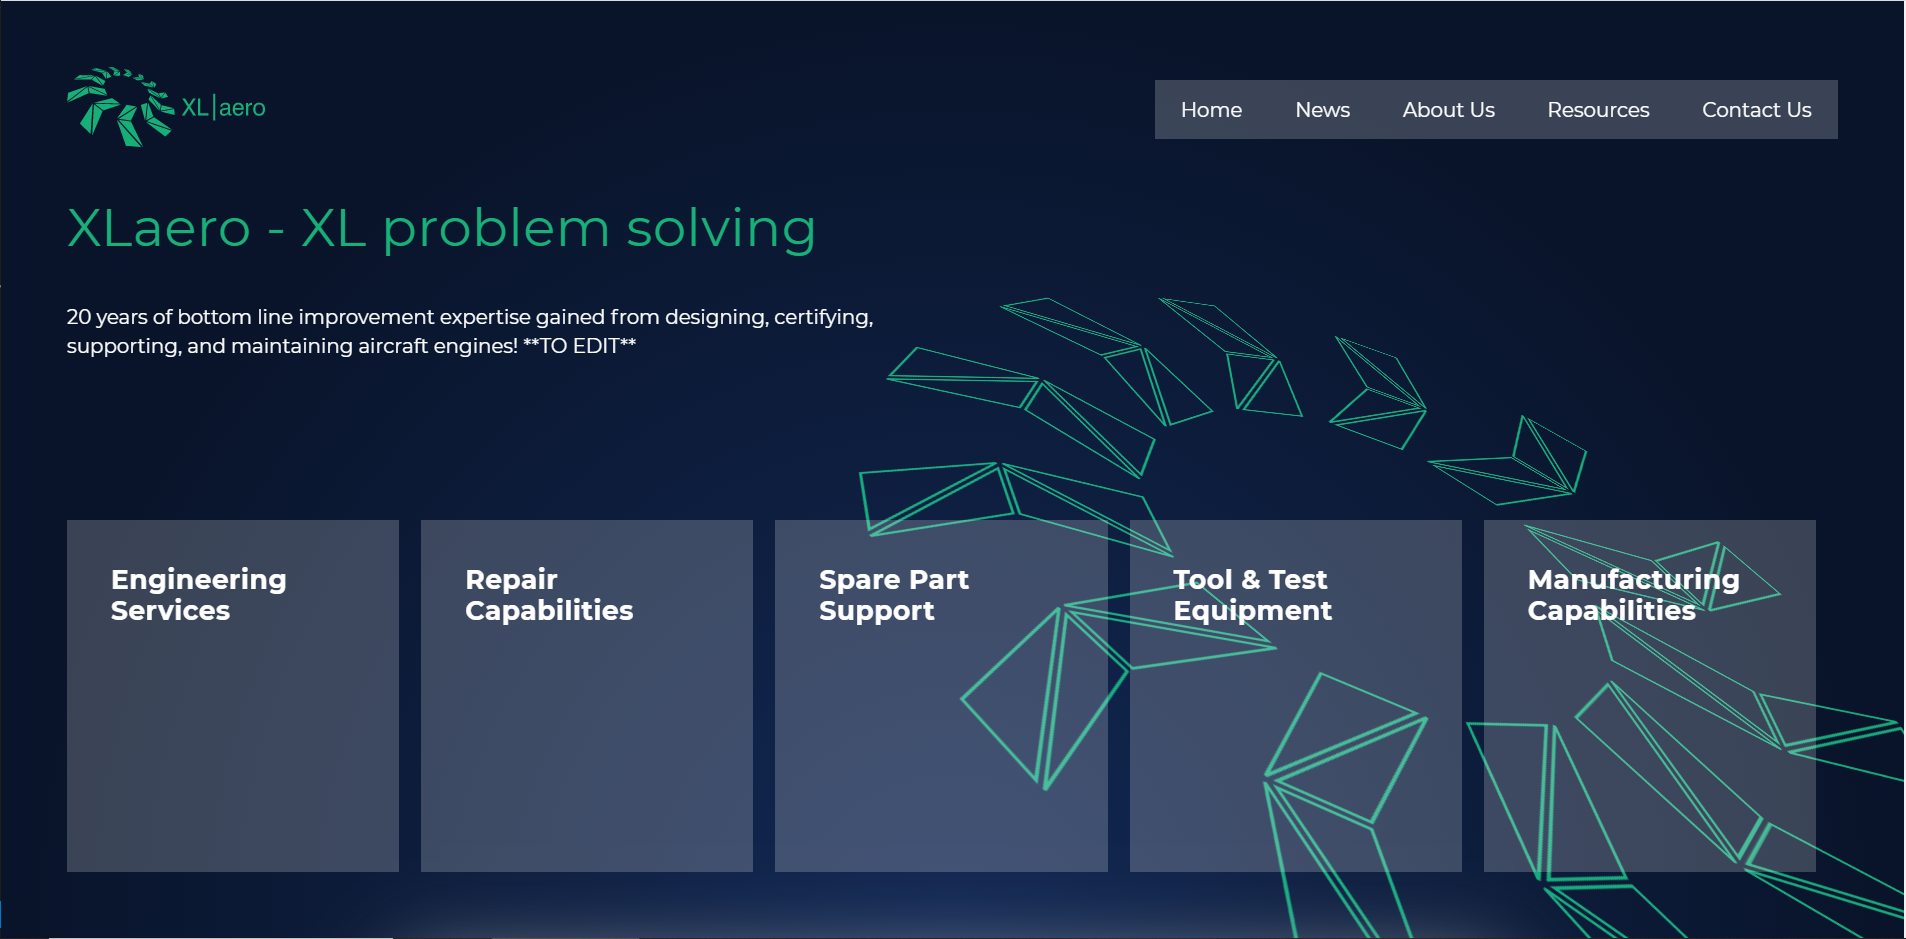 XL|aero
Home News About Us Resources Contact Us
XLaero - XL problem solving
20 years of bottom line improvement expertise gained from designing, certifying,
supporting, and maintaining aircraft engines! **TO EDIT**
Engineering
Services
Repair
Capabilities
Spare Part
Support
Tool & Test
Equipment
Manufacturing
Capabilities